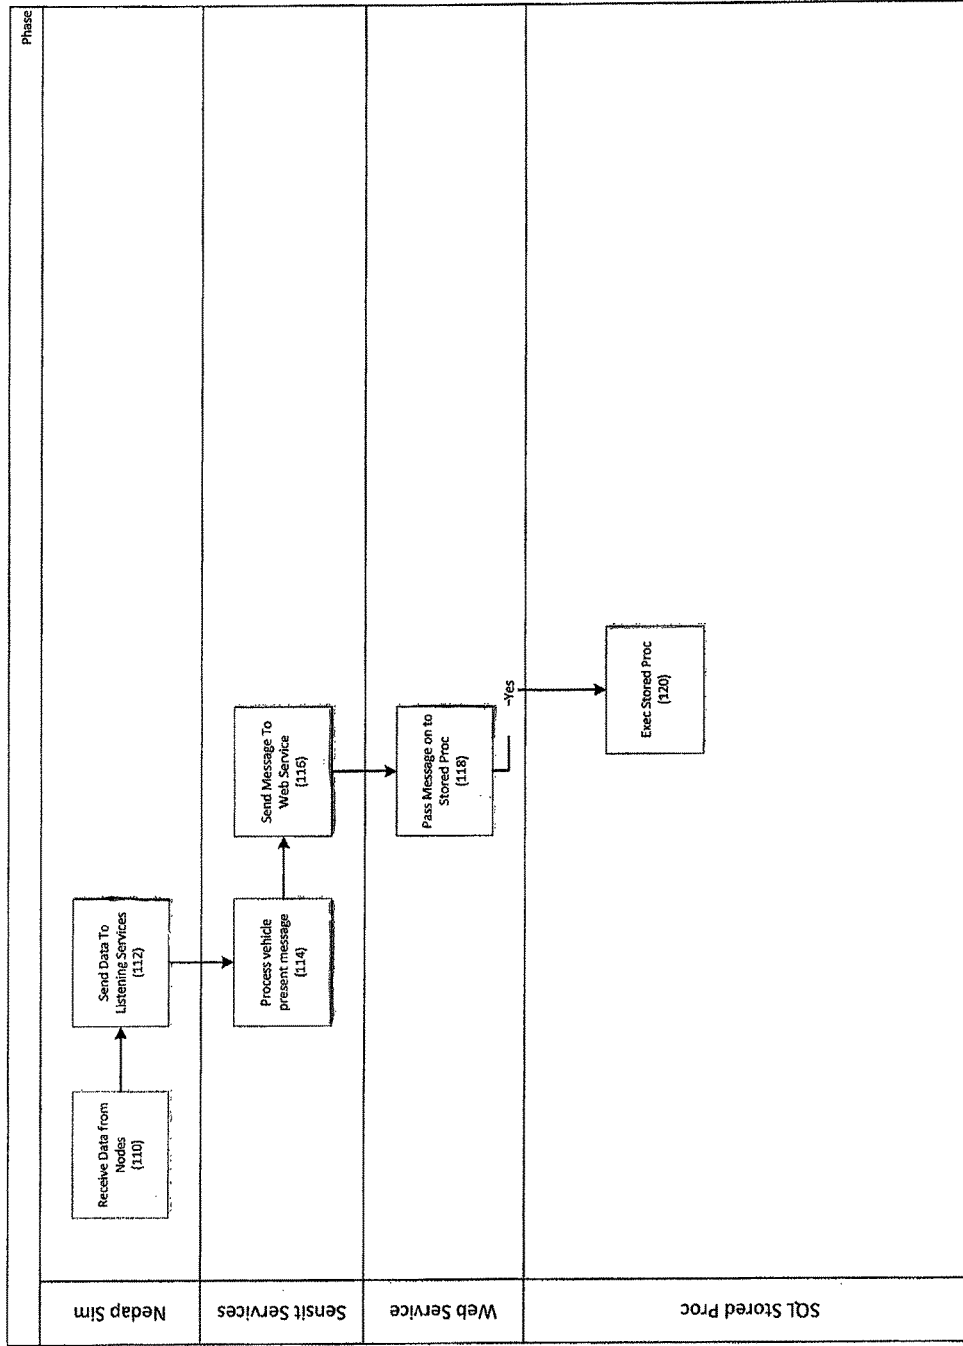 Phase
Nedap Sim
Receive Data from
Nodes
(110)
Send Data To
Listening Services
(112)
Sensit Services
Process vehicle
present message
(114)
Send Message To
Web Service
(116)
Web Service
Pass Message on to
Stored Proc
(118)
Yes
SQL Stored Proc
Exec Stored Proc
(120)